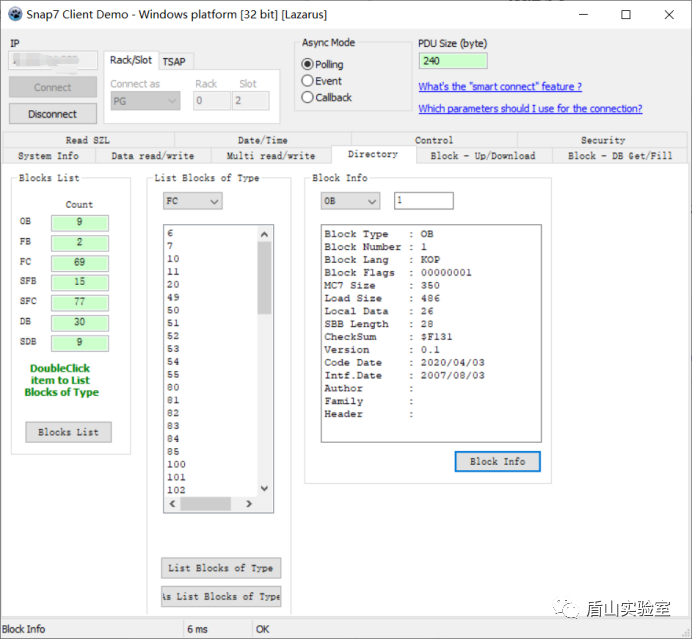 Snap7 Client Demo - Windows platform [32 bit] [Lazarus]
IP
Connect
Disconnect
Rack/Slot
TSAP
Connect as
Rack
Slot
PG
0
2
Async Mode
Polling
Event
Callback
PDU Size (byte)
240
What's the "smart connect" feature ?
Which parameters should I use for the connection?
Read SZL
Date/Time
Control
Security
System Info
Data read/write
Multi read/write
Directory
Block - Up/Download
Block - DB Get/Fill
Blocks List
Count
OB 9
FB 2
FC 69
SFB 15
SFC 77
DB 30
SDB 9
DoubleClick
item to List
Blocks of Type
Blocks List
List Blocks of Type
FC
6
7
10
11
20
49
50
51
52
53
54
55
80
81
82
83
84
85
100
101
102
List Blocks of Type
As List Blocks of Type
Block Info
OB
1
Block Type : OB
Block Number : 1
Block Lang : KOP
Block Flags : 00000001
MC7 Size : 350
Load Size : 486
Local Data : 26
SBB Length : 28
CheckSum : $F131
Version : 0.1
Code Date : 2020/04/03
Intf.Date : 2007/08/03
Author :
Family :
Header :
Block Info
盾山实验室
Block Info
6 ms
OK